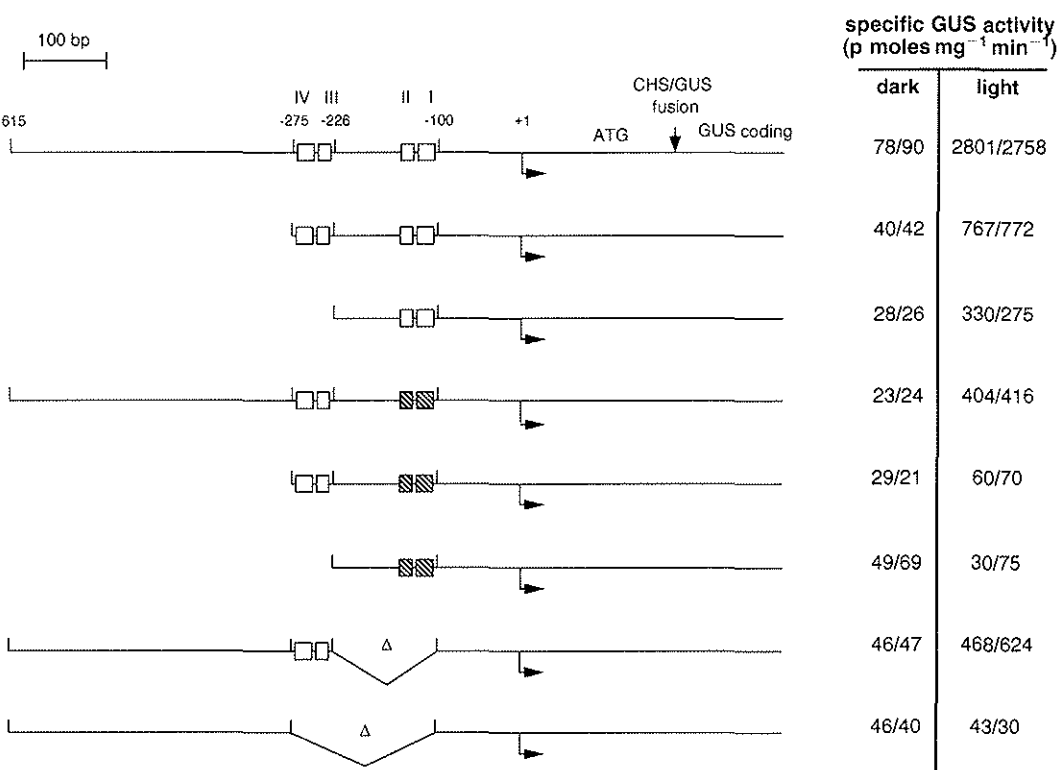 specific GUS activity
(p moles mg⁻¹ min⁻¹)
dark light
100 bp
IV III II I
CHS/GUS
fusion
615 -275 -226 -100 +1 ATG GUS coding
78/90 2801/2758
40/42 767/772
28/26 330/275
23/24 404/416
29/21 60/70
49/69 30/75
Δ 46/47 468/624
Δ 46/40 43/30